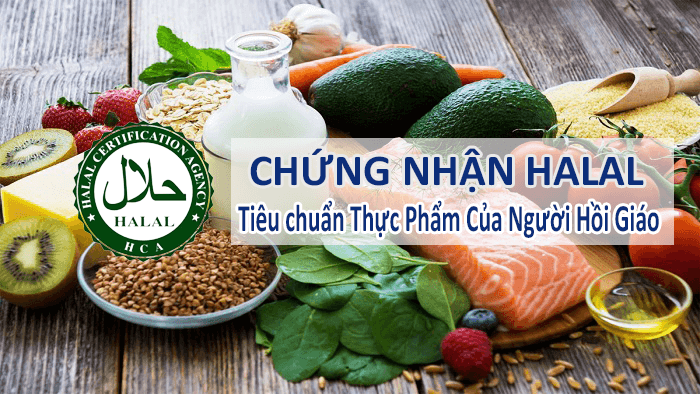 HALAL CERTIFICATION AGENCY
حلال
HALAL
HCA
CHỨNG NHẬN HALAL
Tiêu chuẩn Thực Phẩm Của Người Hồi Giáo